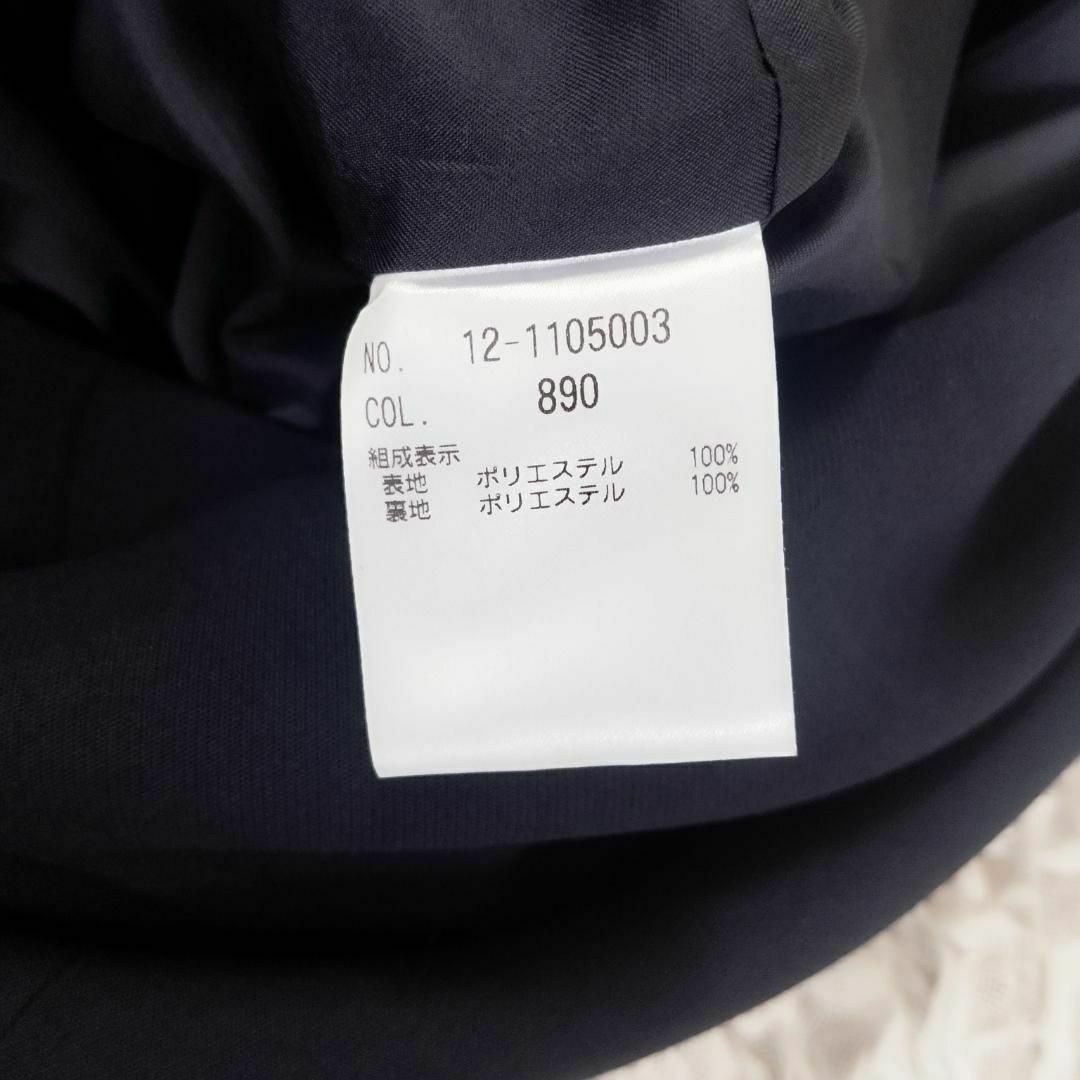 NO. 12-1105003
COL. 890
組成表示
表地 ポリエステル 100%
裏地 ポリエステル 100%